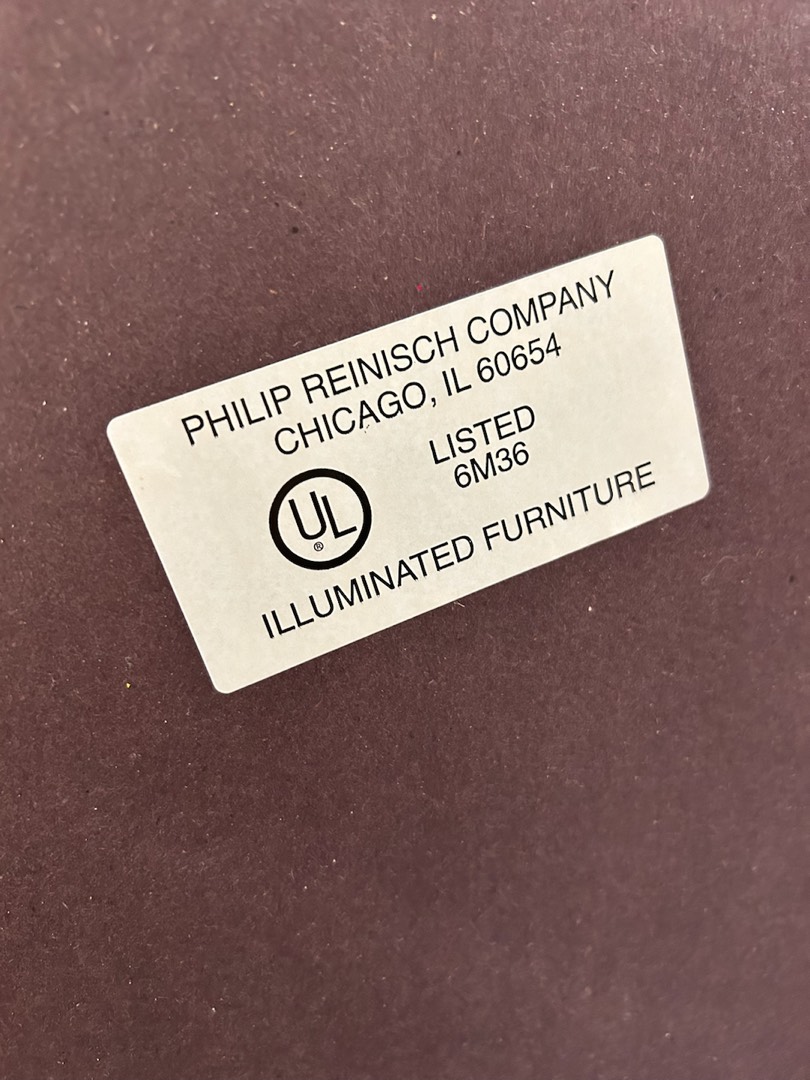 PHILIP REINISCH COMPANY
CHICAGO, IL 60654
LISTED
6M36
UL
®
ILLUMINATED FURNITURE